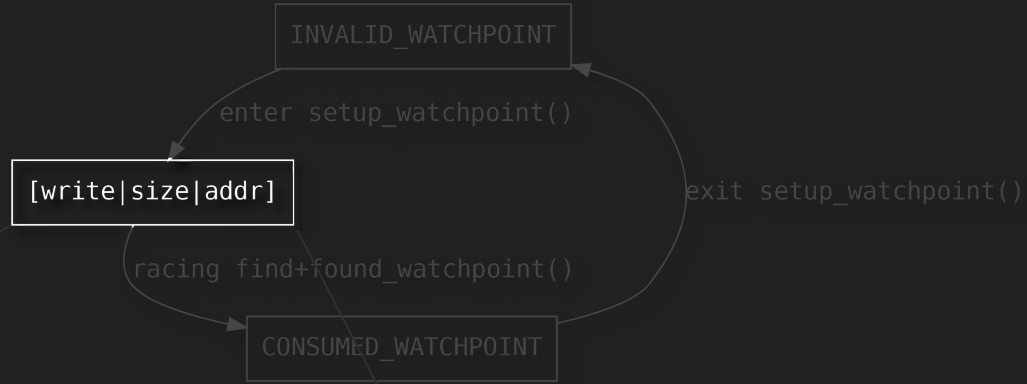 INVALID_WATCHPOINT
enter setup_watchpoint()
[write|size|addr]
exit setup_watchpoint()
racing find+found_watchpoint()
CONSUMED_WATCHPOINT